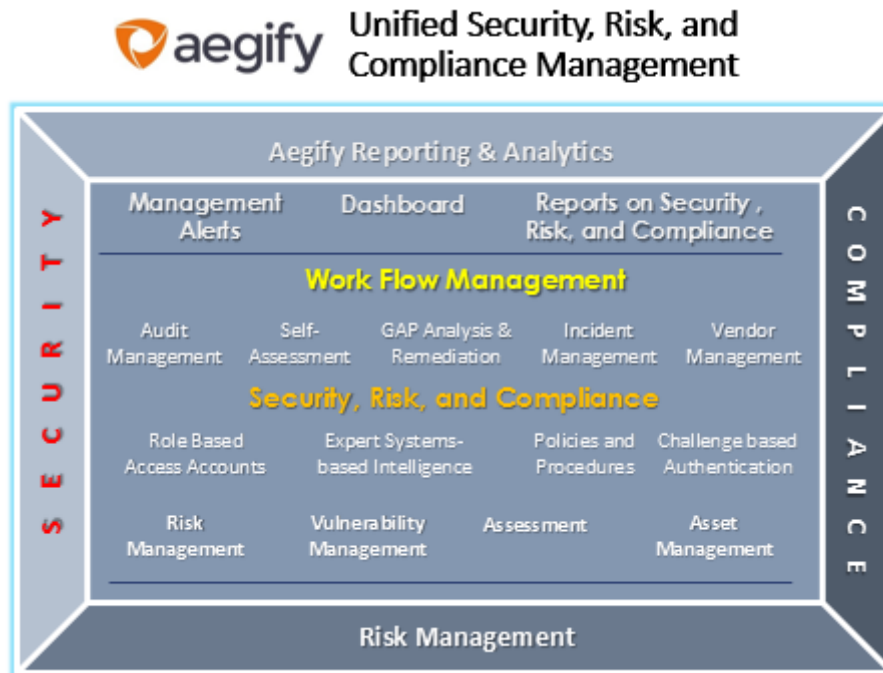 aegify
Unified Security, Risk, and
Compliance Management
Aegify Reporting & Analytics
SECURITY
COMPLIANCE
Management
Alerts
Dashboard
Reports on Security ,
Risk, and Compliance
Work Flow Management
Audit
Management
Self-
Assessment
GAP Analysis &
Remediation
Incident
Management
Vendor
Management
Security, Risk, and Compliance
Role Based
Access Accounts
Expert Systems-
based Intelligence
Policies and
Procedures
Challenge based
Authentication
Risk
Management
Vulnerability
Management
Assessment
Asset
Management
Risk Management